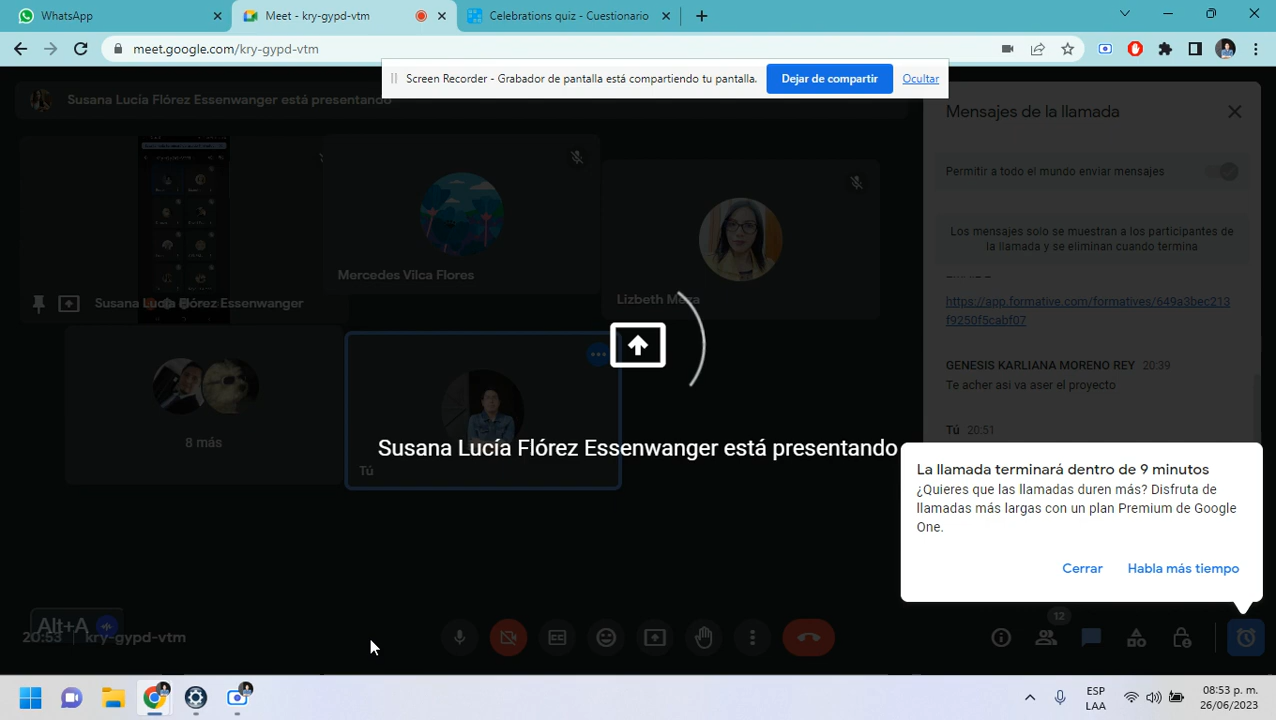 WhatsApp
Meet - kry-gypd-vtm
Celebrations quiz - Cuestionario
meet.google.com/kry-gypd-vtm
Screen Recorder - Grabador de pantalla está compartiendo tu pantalla.
Dejar de compartir
Ocultar
Susana Lucía Flórez Essenwanger está presentando
Mercedes Vilca Flores
Lizbeth Meza
Susana Lucía Flórez Essenwanger
8 más
Tú
Susana Lucía Flórez Essenwanger está presentando
Mensajes de la llamada
Permitir a todo el mundo enviar mensajes
Los mensajes solo se muestran a los participantes de
la llamada y se eliminan cuando termina
https://app.formative.com/formatives/649a3bec213
f9250f5cabf07
GENESIS KARLIANA MORENO REY 20:39
Te acher asi va aser el proyecto
Tú 20:51
La llamada terminará dentro de 9 minutos
¿Quieres que las llamadas duren más? Disfruta de
llamadas más largas con un plan Premium de Google
One.
Cerrar
Habla más tiempo
Alt+A
20:53 | kry-gypd-vtm
12
ESP
LAA
08:53 p. m.
26/06/2023